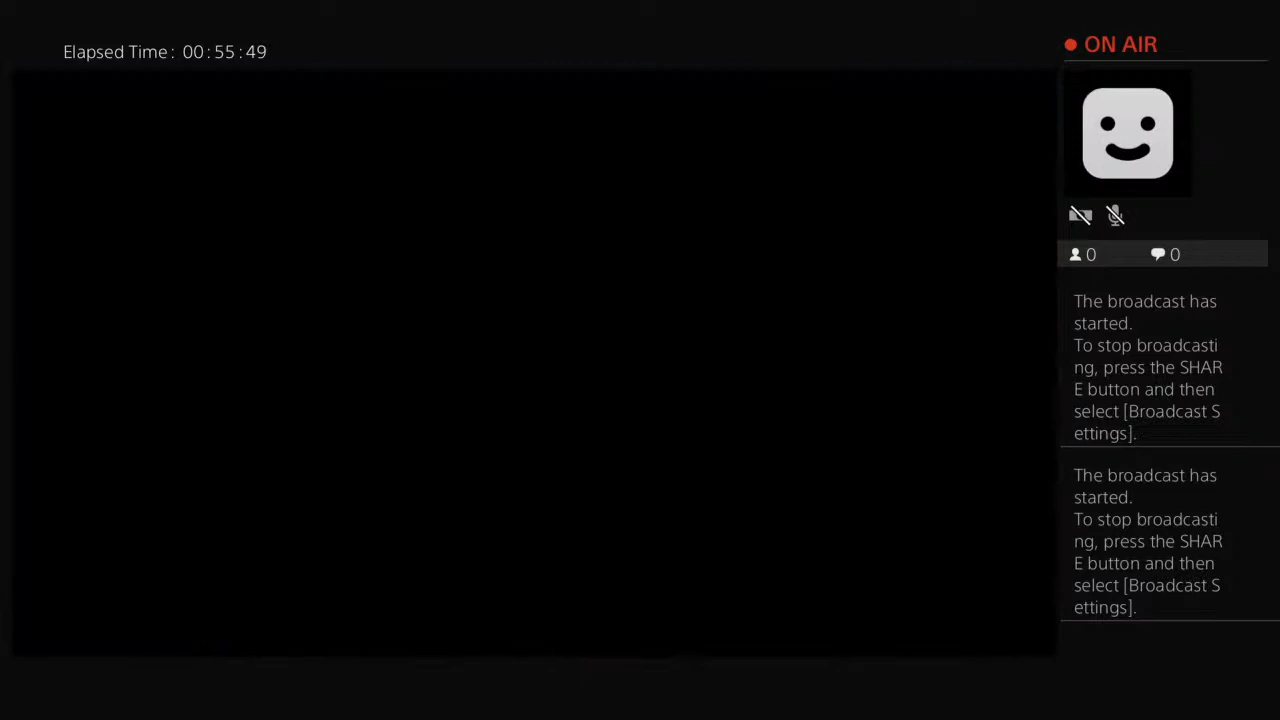 Elapsed Time: 00:55:49
ON AIR
0 0
The broadcast has
started.
To stop broadcasti
ng, press the SHAR
E button and then
select [Broadcast S
ettings].
The broadcast has
started.
To stop broadcasti
ng, press the SHAR
E button and then
select [Broadcast S
ettings].